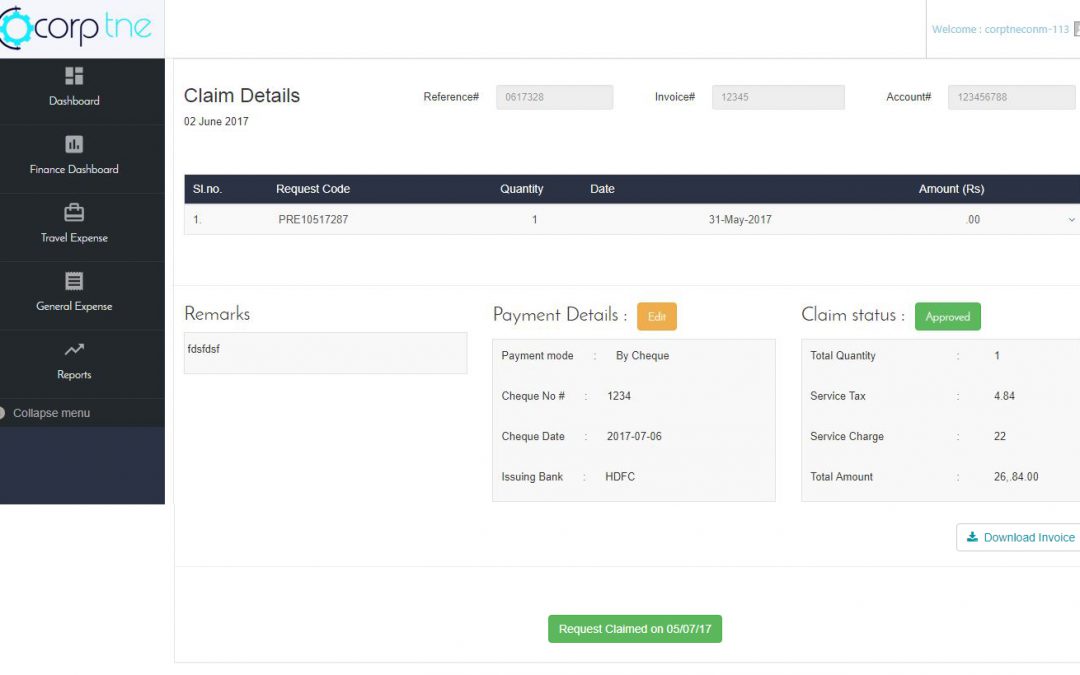 corp tne
Welcome : corptneconm-113
Dashboard
Finance Dashboard
Travel Expense
General Expense
Reports
Collapse menu
Claim Details
Reference# 0617328 Invoice# 12345 Account# 123456788
02 June 2017
Sl.no. Request Code Quantity Date Amount (Rs)
1. PRE10517287 1 31-May-2017 .00
Remarks
fdsfdsf
Payment Details : Edit
Payment mode : By Cheque
Cheque No # : 1234
Cheque Date : 2017-07-06
Issuing Bank : HDFC
Claim status : Approved
Total Quantity : 1
Service Tax : 4.84
Service Charge : 22
Total Amount : 26,.84.00
Download Invoice
Request Claimed on 05/07/17